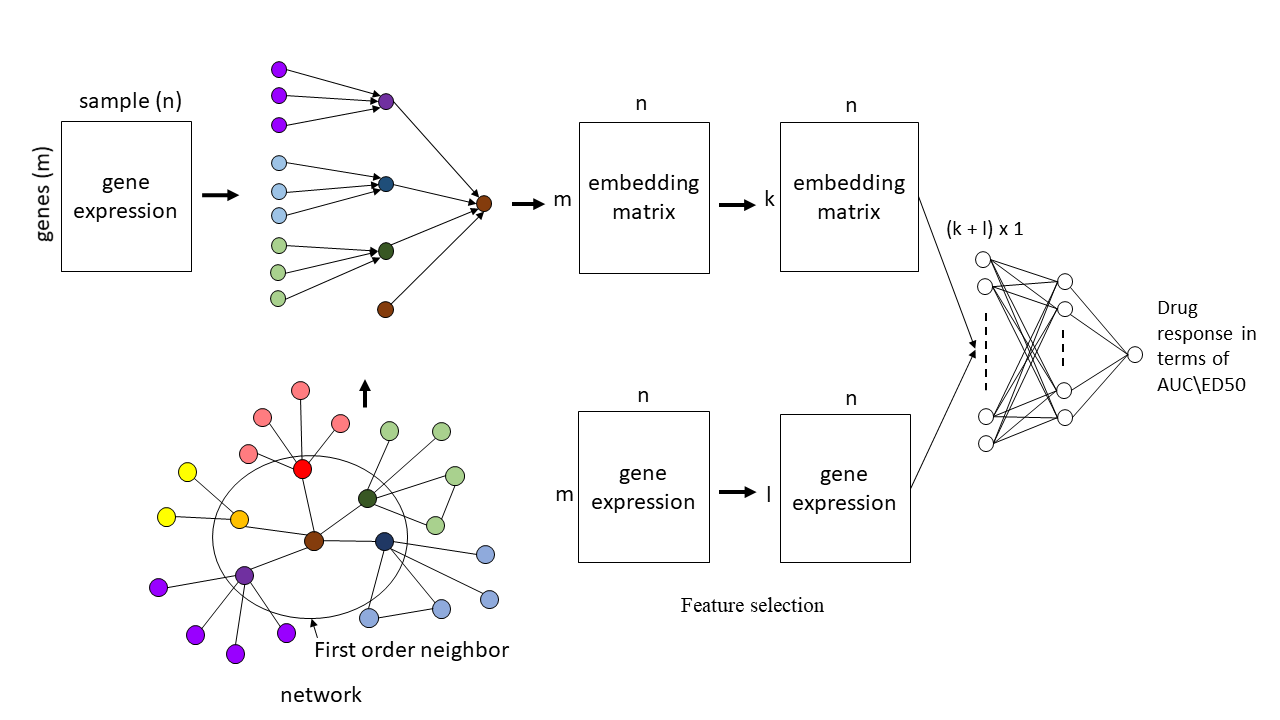 sample (n)
genes (m)
gene
expression
n
m
embedding
matrix
n
k
embedding
matrix
(k + l) x 1
Drug
response in
terms of
AUC\ED50
n
m
gene
expression
n
l
gene
expression
Feature selection
First order neighbor
network